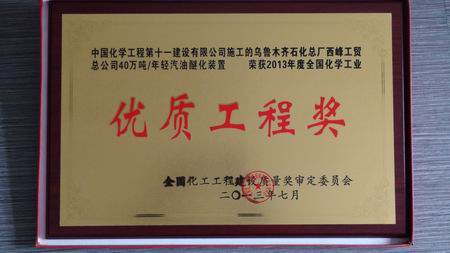 中国化学工程第十一建设有限公司施工的乌鲁木齐石化总厂西峰工贸
总公司40万吨/年轻汽油醚化装置 荣获2013年度全国化学工业
优质工程奖
全国化工工程建设质量奖审定委员会
二〇一三年七月